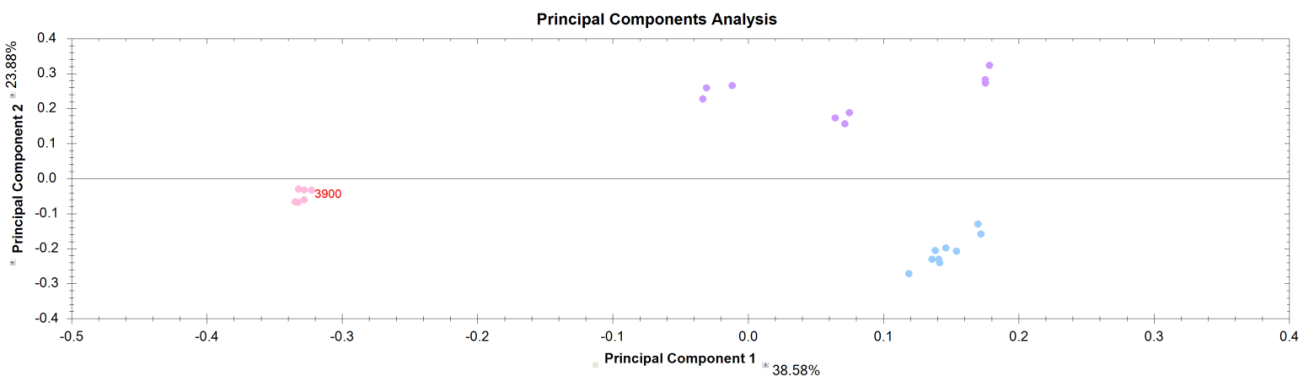 Principal Components Analysis
Principal Component 2 23.88%
0.4
0.3
0.2
0.1
0.0
-0.1
-0.2
-0.3
-0.4
3900
-0.5 -0.4 -0.3 -0.2 -0.1 0.0 0.1 0.2 0.3 0.4
Principal Component 1 38.58%